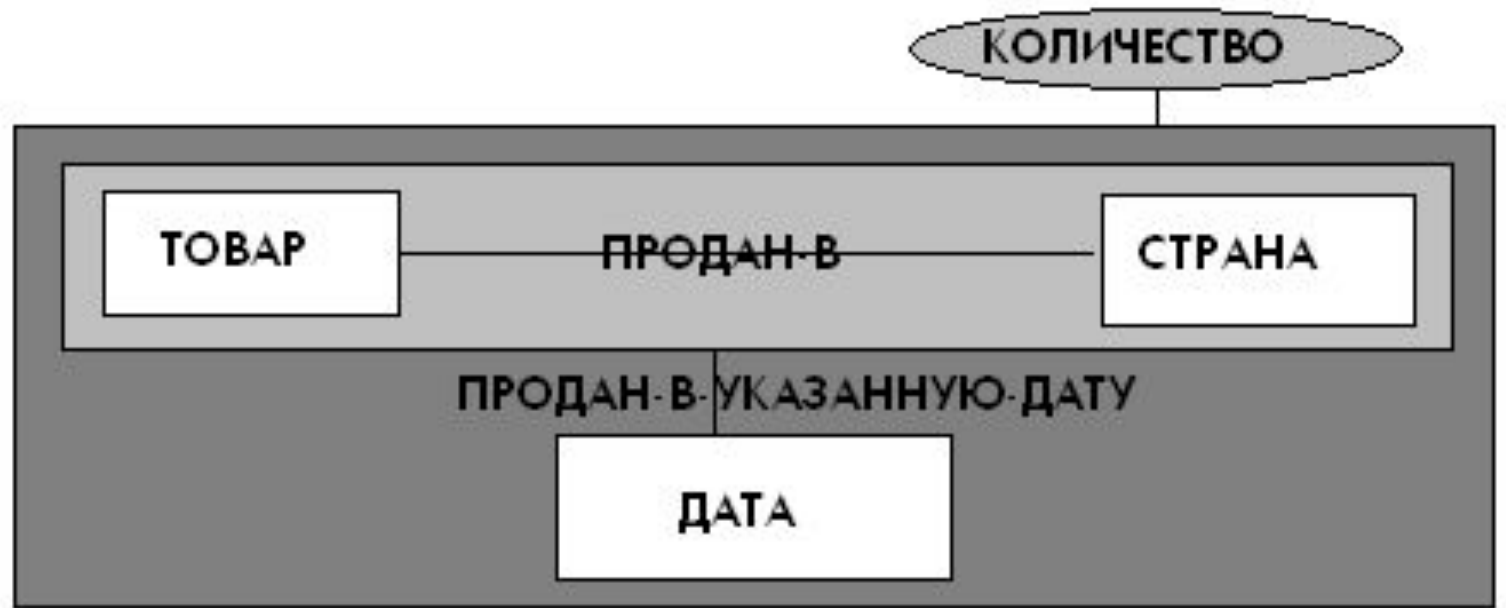 КОЛИЧЕСТВО
ТОВАР
ПРОДАН-В
СТРАНА
ПРОДАН-В-УКАЗАННУЮ-ДАТУ
ДАТА